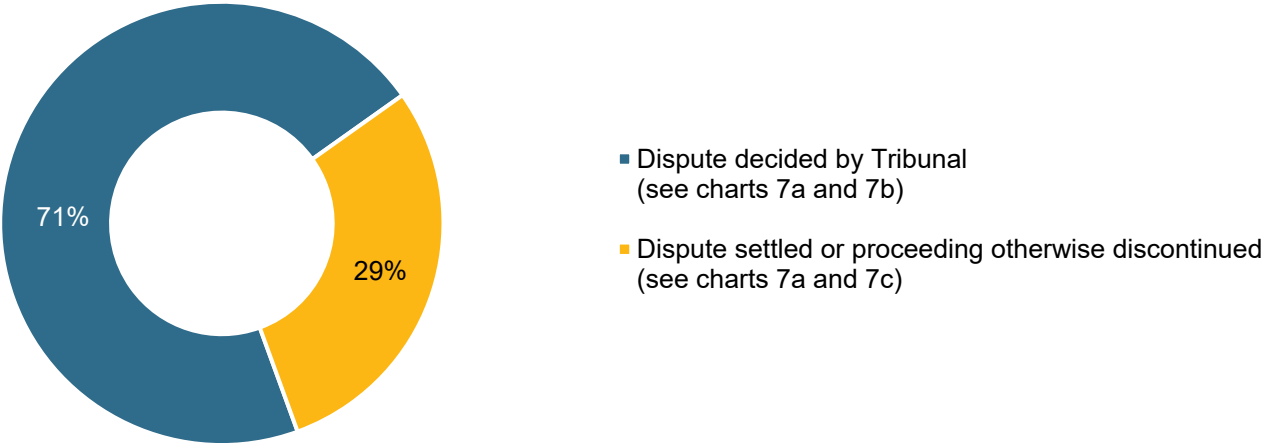 71%
29%
Dispute decided by Tribunal
(see charts 7a and 7b)
Dispute settled or proceeding otherwise discontinued
(see charts 7a and 7c)